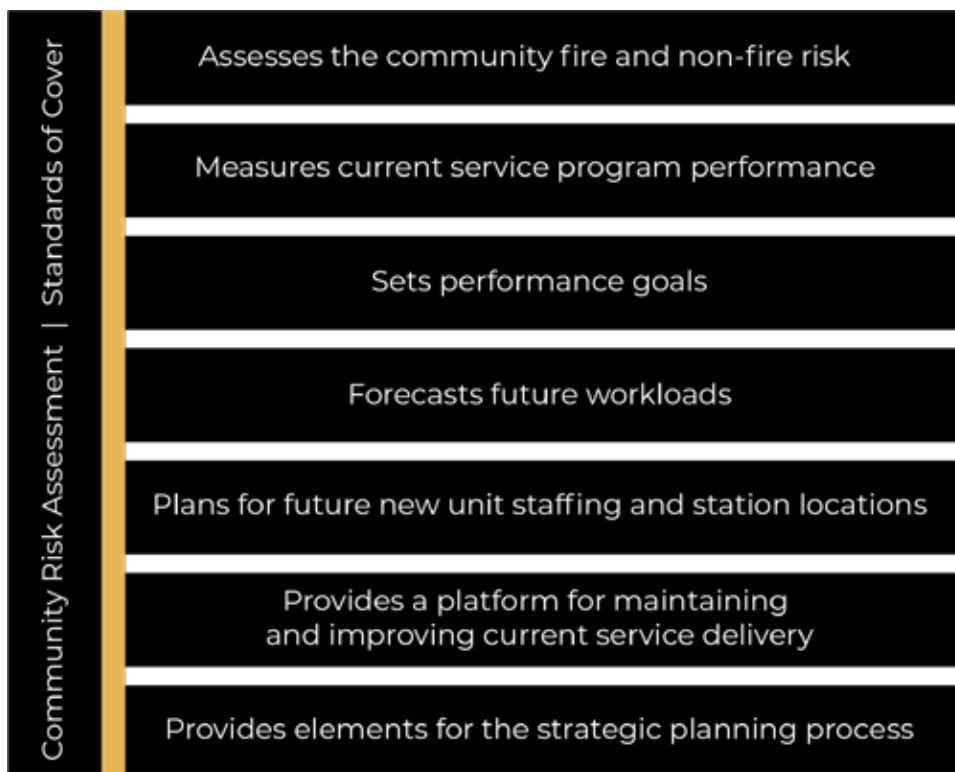 Community Risk Assessment | Standards of Cover
Assesses the community fire and non-fire risk
Measures current service program performance
Sets performance goals
Forecasts future workloads
Plans for future new unit staffing and station locations
Provides a platform for maintaining
and improving current service delivery
Provides elements for the strategic planning process